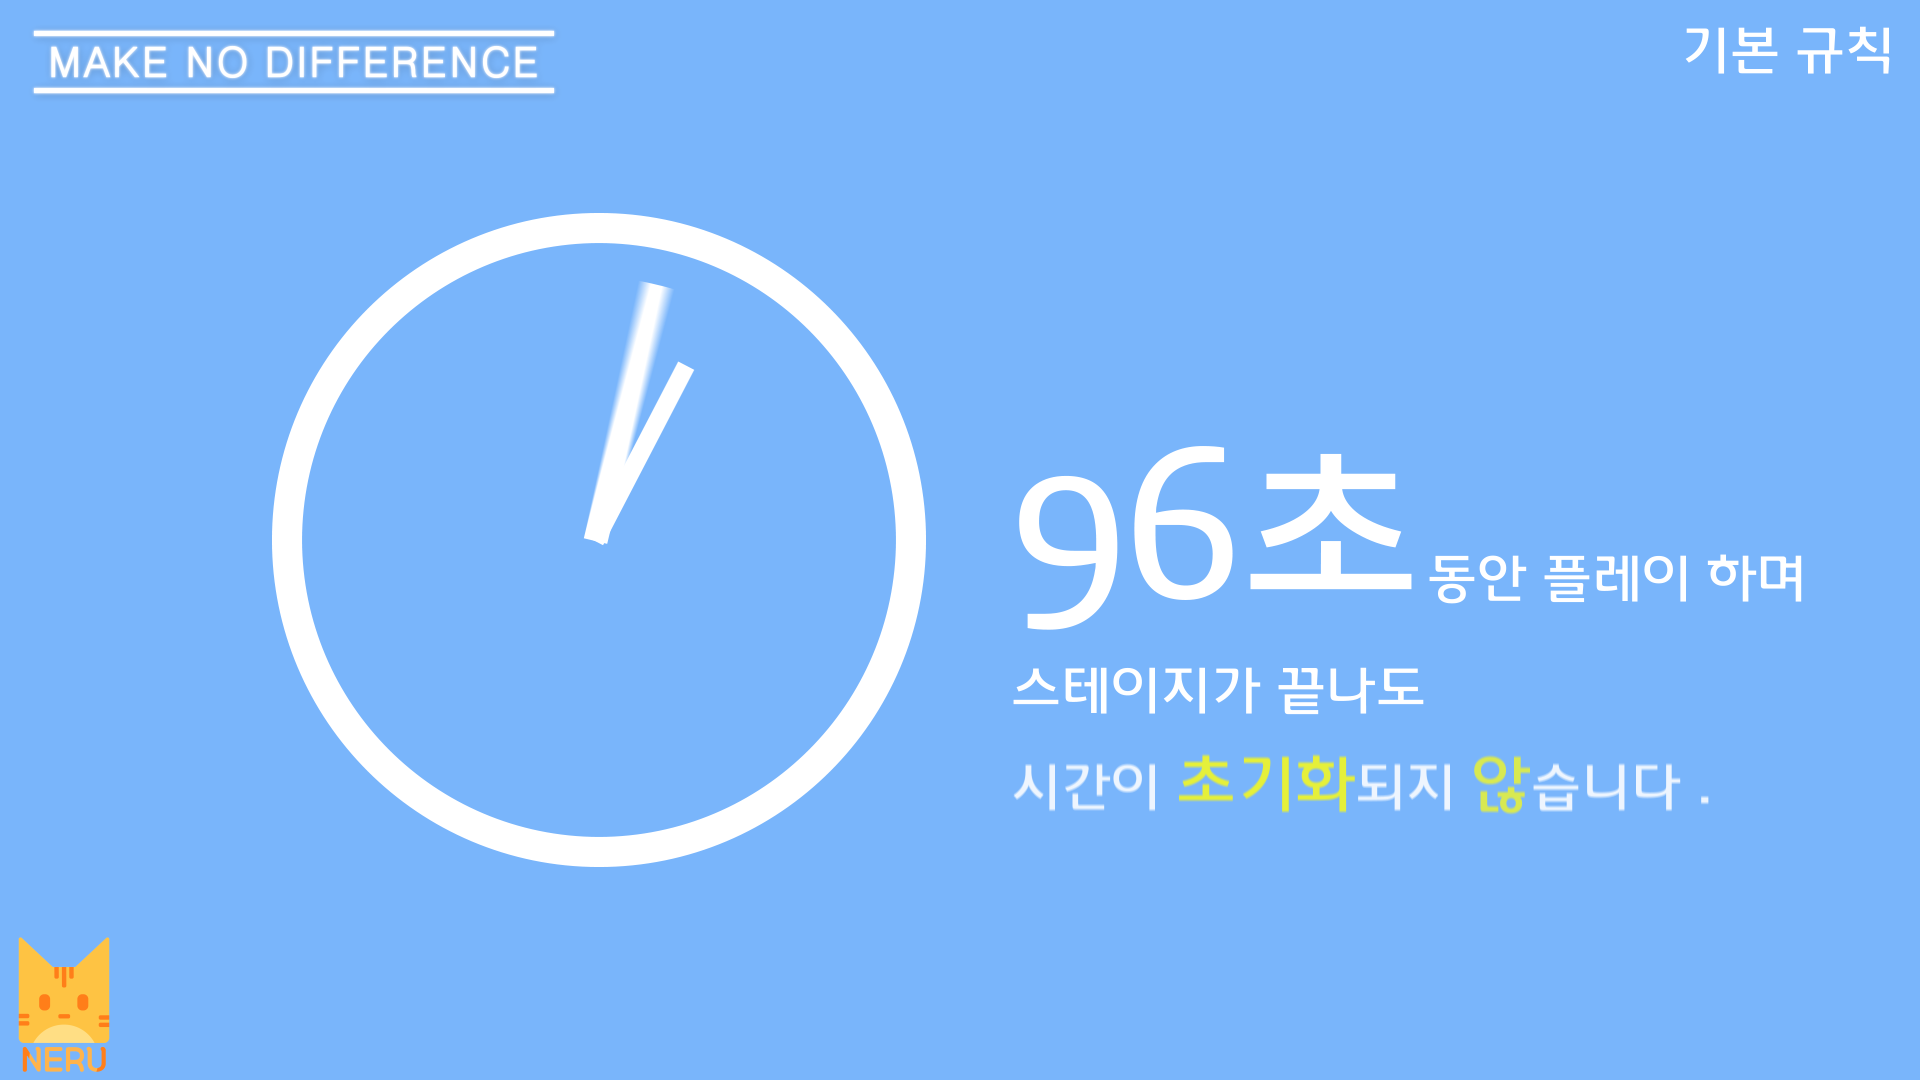 MAKE NO DIFFERENCE
기본 규칙
96초 동안 플레이 하며
스테이지가 끝나도
시간이 초기화되지 않습니다 .
NERU